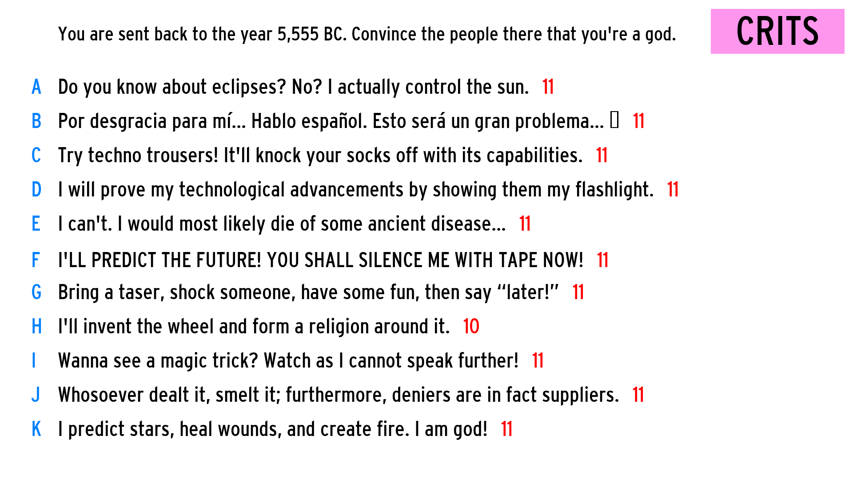 You are sent back to the year 5,555 BC. Convince the people there that you're a god.
CRITS
A Do you know about eclipses? No? I actually control the sun. 11
B Por desgracia para mí... Hablo español. Esto será un gran problema... 11
C Try techno trousers! It'll knock your socks off with its capabilities. 11
D I will prove my technological advancements by showing them my flashlight. 11
E I can't. I would most likely die of some ancient disease... 11
F I'LL PREDICT THE FUTURE! YOU SHALL SILENCE ME WITH TAPE NOW! 11
G Bring a taser, shock someone, have some fun, then say “later!” 11
H I'll invent the wheel and form a religion around it. 10
I Wanna see a magic trick? Watch as I cannot speak further! 11
J Whosoever dealt it, smelt it; furthermore, deniers are in fact suppliers. 11
K I predict stars, heal wounds, and create fire. I am god! 11